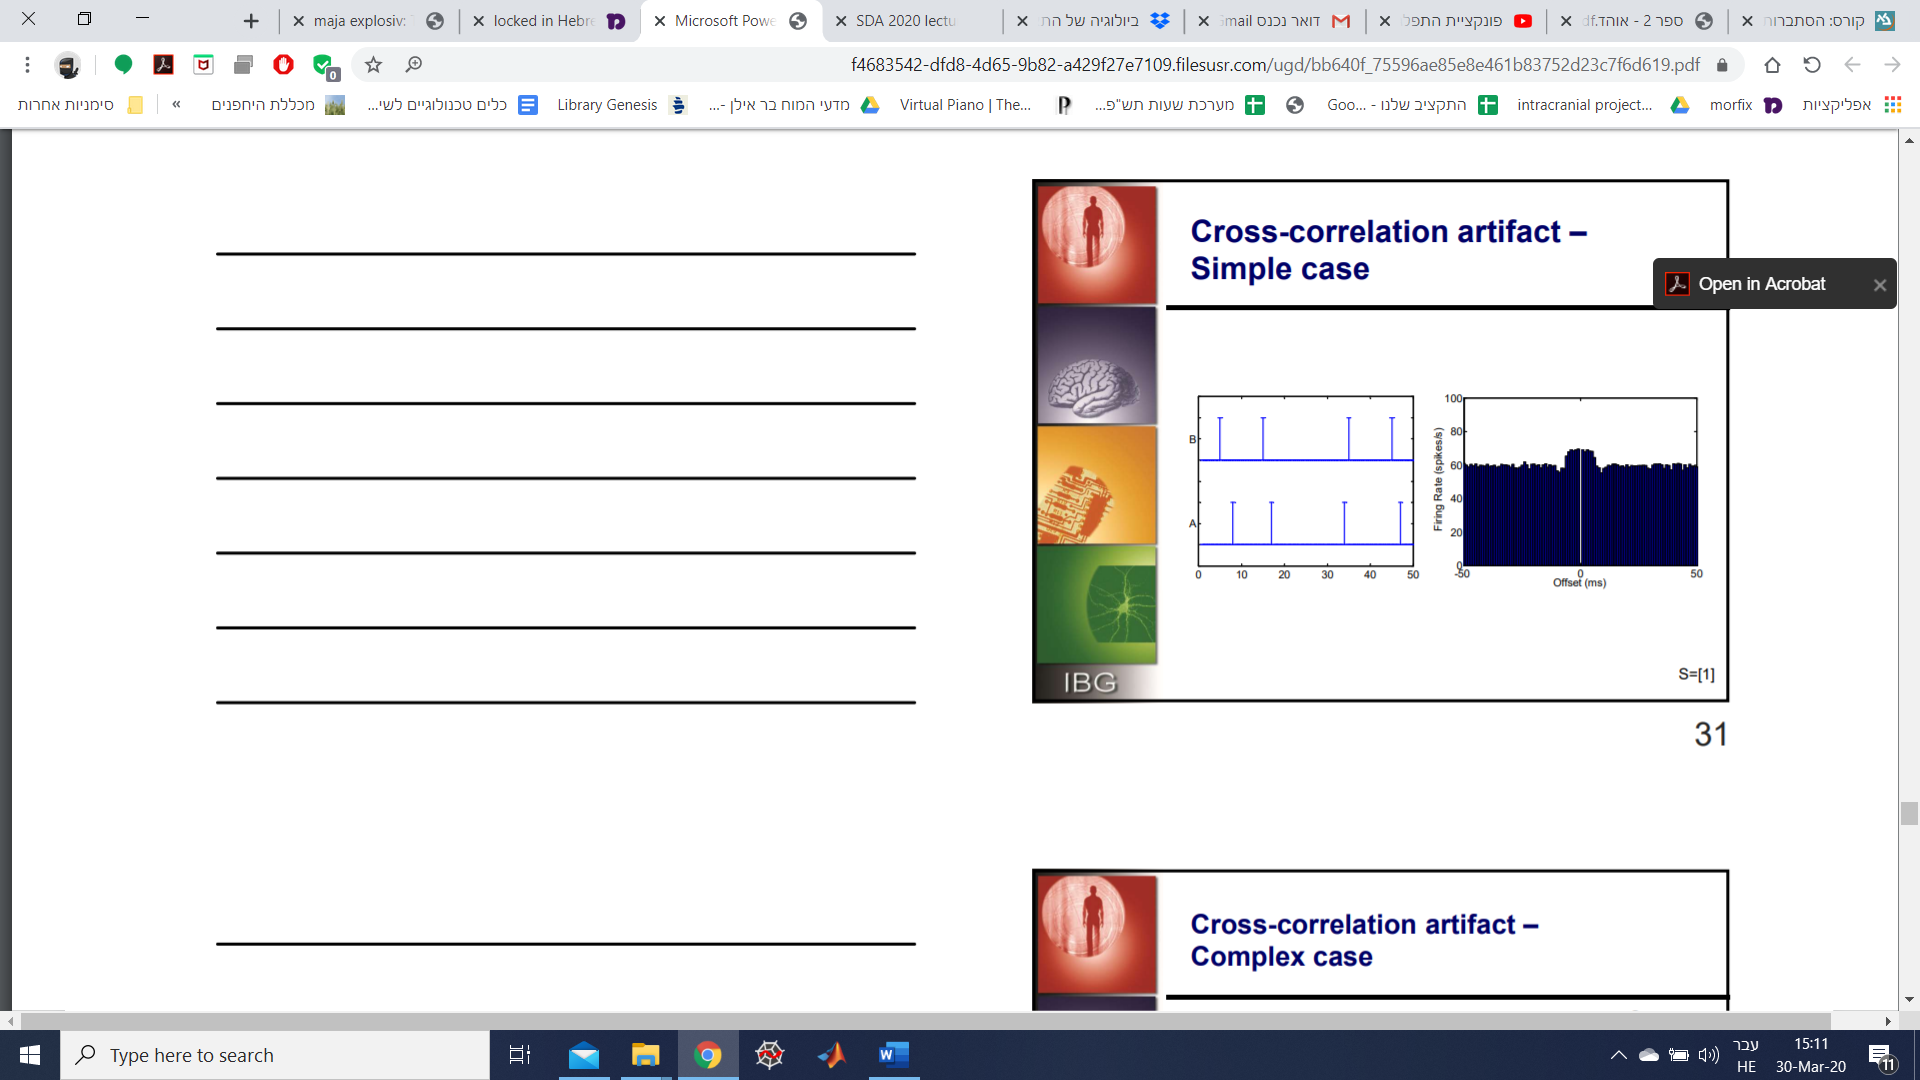 maja explosiv:
locked in Hebre
Microsoft Powe
SDA 2020 lectu
ביולוגיה של הת
דואר נכנס
פונקציית התפל
ספר 2 - אוהד.
קורס: הסתברות
0
f4683542-dfd8-4d65-9b82-a429f27e7109.filesusr.com/ugd/bb640f_75596ae85e8e461b83752d23c7f6d619.pdf
אפליקציות
morfix
intracranial project...
התקציב שלנו - Goo...
מערכת שעות תש"פ...
Virtual Piano | The...
מדעי המוח בר אילן -...
Library Genesis
כלים טכנולוגיים לשי...
מכללת היחפנים
«
סימניות אחרות
Cross-correlation artifact –
Simple case
Open in Acrobat
B
A
0 10 20 30 40 50
Firing Rate (spikes/s)
100
80
60
40
20
0
-50 0 50
Offset (ms)
S=[1]
IBG
31
Cross-correlation artifact –
Complex case
Type here to search
עבר
HE
15:11
30-Mar-20
11